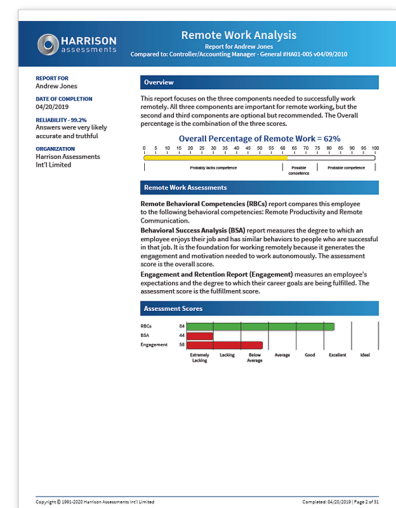 HARRISON
assessments
Remote Work Analysis
Report for Andrew Jones
Compared to: Controller/Accounting Manager - General #HA01-005 v04/09/2010
REPORT FOR
Andrew Jones
DATE OF COMPLETION
04/20/2019
RELIABILITY - 99.2%
Answers were very likely
accurate and truthful
ORGANIZATION
Harrison Assessments
Int'l Limited
Overview
This report focuses on the three components needed to successfully work
remotely. All three components are important for remote working, but the
second and third components are optional but recommended. The Overall
percentage is the combination of the three scores.
Overall Percentage of Remote Work = 62%
0 5 10 15 20 25 30 35 40 45 50 55 60 65 70 75 80 85 90 95 100
Probably lacks competence
Possible
competence
Probable competence
Remote Work Assessments
Remote Behavioral Competencies (RBCs) report compares this employee
to the following behavioral competencies: Remote Productivity and Remote
Communication.
Behavioral Success Analysis (BSA) report measures the degree to which an
employee enjoys their job and has similar behaviors to people who are successful
in that job. It is the foundation for working remotely because it generates the
engagement and motivation needed to work autonomously. The assessment
score is the overall score.
Engagement and Retention Report (Engagement) measures an employee's
expectations and the degree to which their career goals are being fulfilled. The
assessment score is the fulfillment score.
Assessment Scores
RBCs 84
BSA 44
Engagement 58
Extremely
Lacking
Lacking
Below
Average
Average
Good
Excellent
Ideal
Copyright © 1991-2020 Harrison Assessments Int'l Limited
Completed: 04/20/2019 | Page 2 of 51